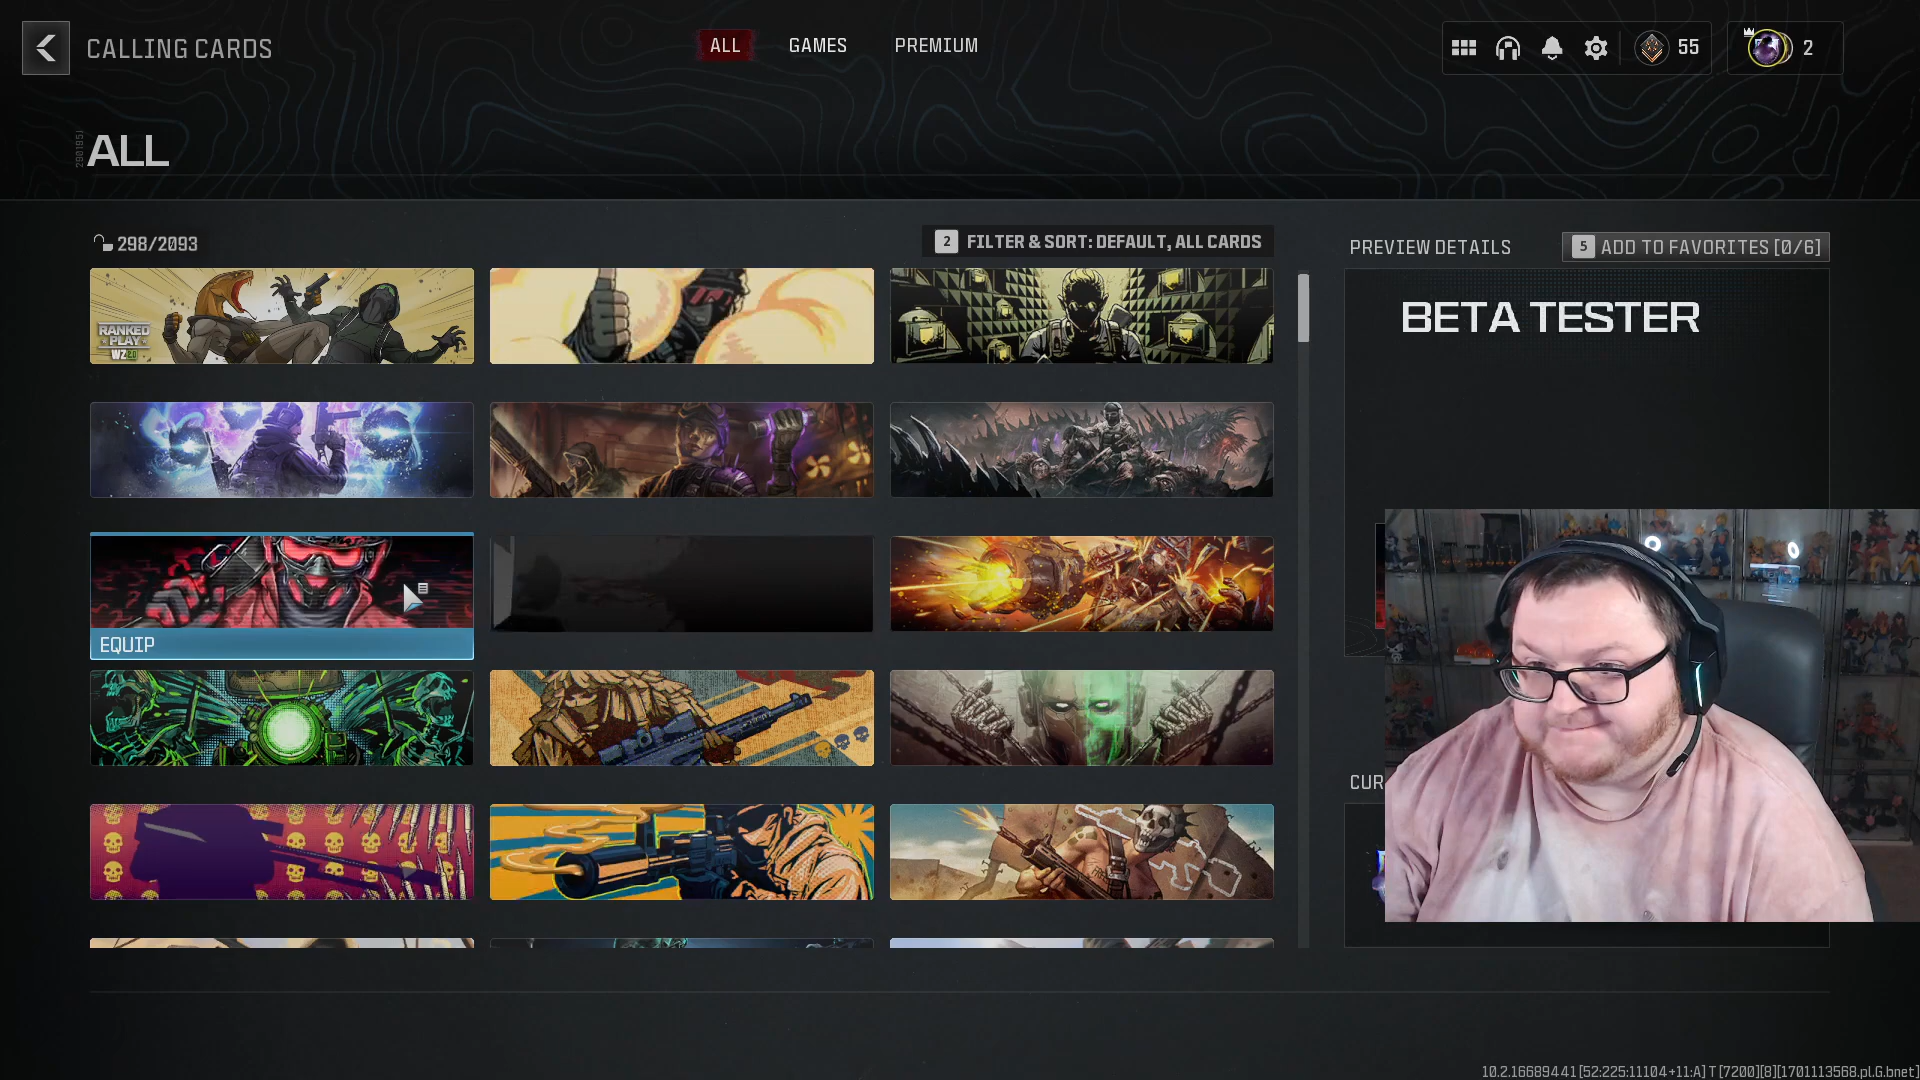 CALLING CARDS
ALL
GAMES
PREMIUM
55
2
290195)
ALL
298/2093
2 FILTER & SORT: DEFAULT, ALL CARDS
PREVIEW DETAILS
5 ADD TO FAVORITES [0/6]
BETA TESTER
RANKED
PLAY
WZ2.0
EQUIP
CUR
10.2.16689441 [52:225:11104+11:A] T [7200][8][1701113568.pl.G.bnet]